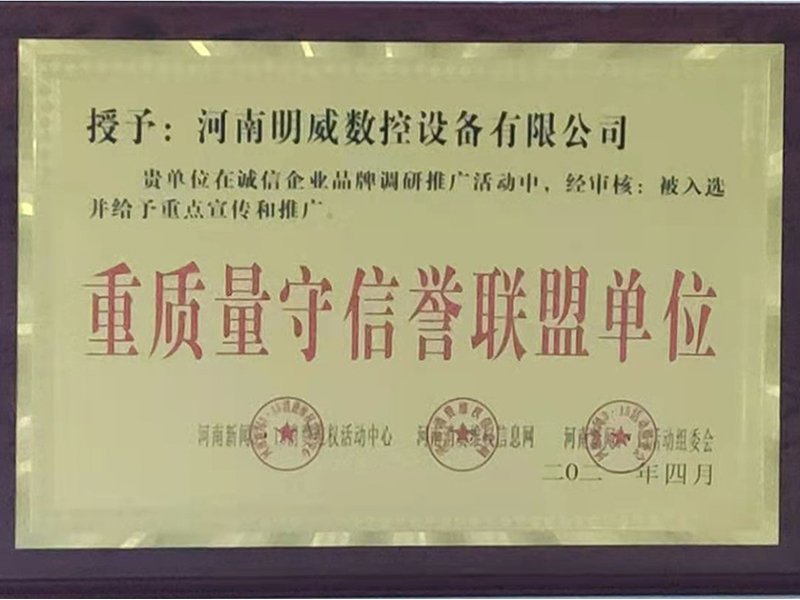 授予：河南明威数控设备有限公司
贵单位在诚信企业品牌调研推广活动中，经审核：被入选
并给予重点宣传和推广。
重质量守信誉联盟单位
河南新闻 权活动中心 河南 维权信息网 河南 活动组委会
二〇二 年四月